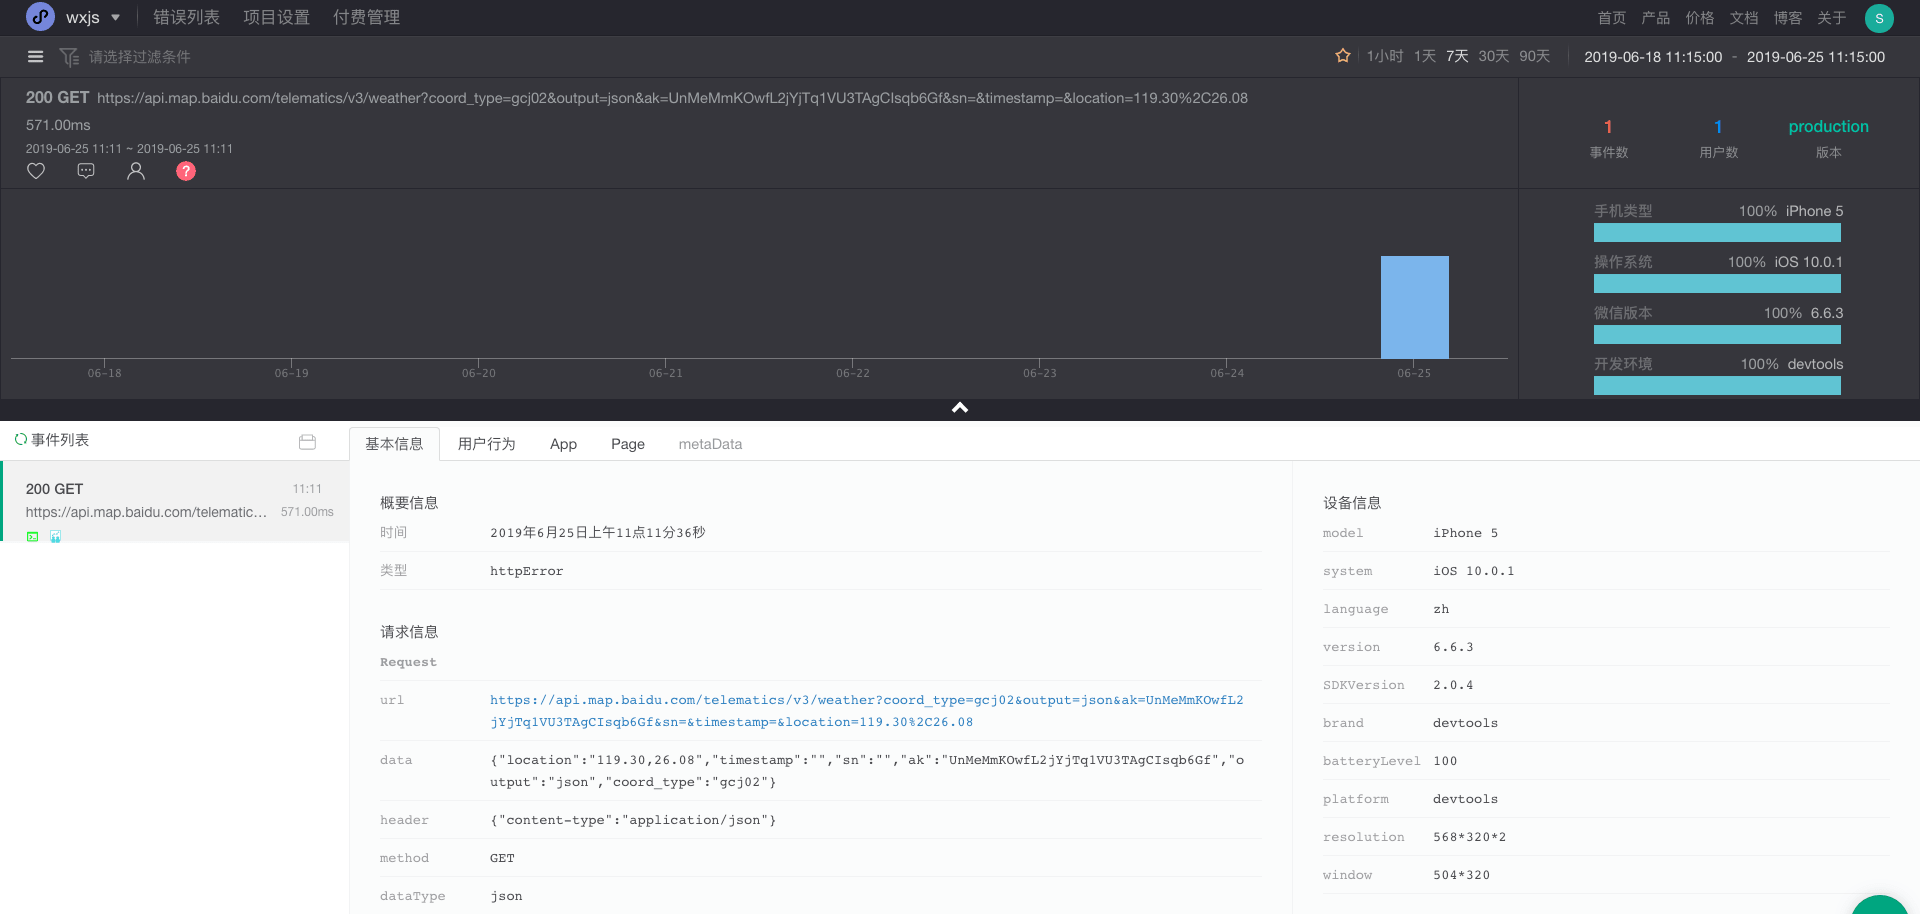 wxjs 错误列表 项目设置 付费管理 首页 产品 价格 文档 博客 关于 S
请选择过滤条件 1小时 1天 7天 30天 90天 2019-06-18 11:15:00 - 2019-06-25 11:15:00
200 GET https://api.map.baidu.com/telematics/v3/weather?coord_type=gcj02&output=json&ak=UnMeMmKOwfL2jYjTq1VU3TAgCIsqb6Gf&sn=&timestamp=&location=119.30%2C26.08
571.00ms
2019-06-25 11:11 ~ 2019-06-25 11:11
?
1 1 production
事件数 用户数 版本
手机类型 100% iPhone 5
操作系统 100% iOS 10.0.1
微信版本 100% 6.6.3
开发环境 100% devtools
06-18 06-19 06-20 06-21 06-22 06-23 06-24 06-25
事件列表
200 GET 11:11
https://api.map.baidu.com/telematic... 571.00ms
基本信息 用户行为 App Page metaData
概要信息
时间 2019年6月25日上午11点11分36秒
类型 httpError
请求信息
Request
url https://api.map.baidu.com/telematics/v3/weather?coord_type=gcj02&output=json&ak=UnMeMmKOwfL2
jYjTq1VU3TAgCIsqb6Gf&sn=&timestamp=&location=119.30%2C26.08
data {"location":"119.30,26.08","timestamp":"","sn":"","ak":"UnMeMmKOwfL2jYjTq1VU3TAgCIsqb6Gf","o
utput":"json","coord_type":"gcj02"}
header {"content-type":"application/json"}
method GET
dataType json
设备信息
model iPhone 5
system iOS 10.0.1
language zh
version 6.6.3
SDKVersion 2.0.4
brand devtools
batteryLevel 100
platform devtools
resolution 568*320*2
window 504*320